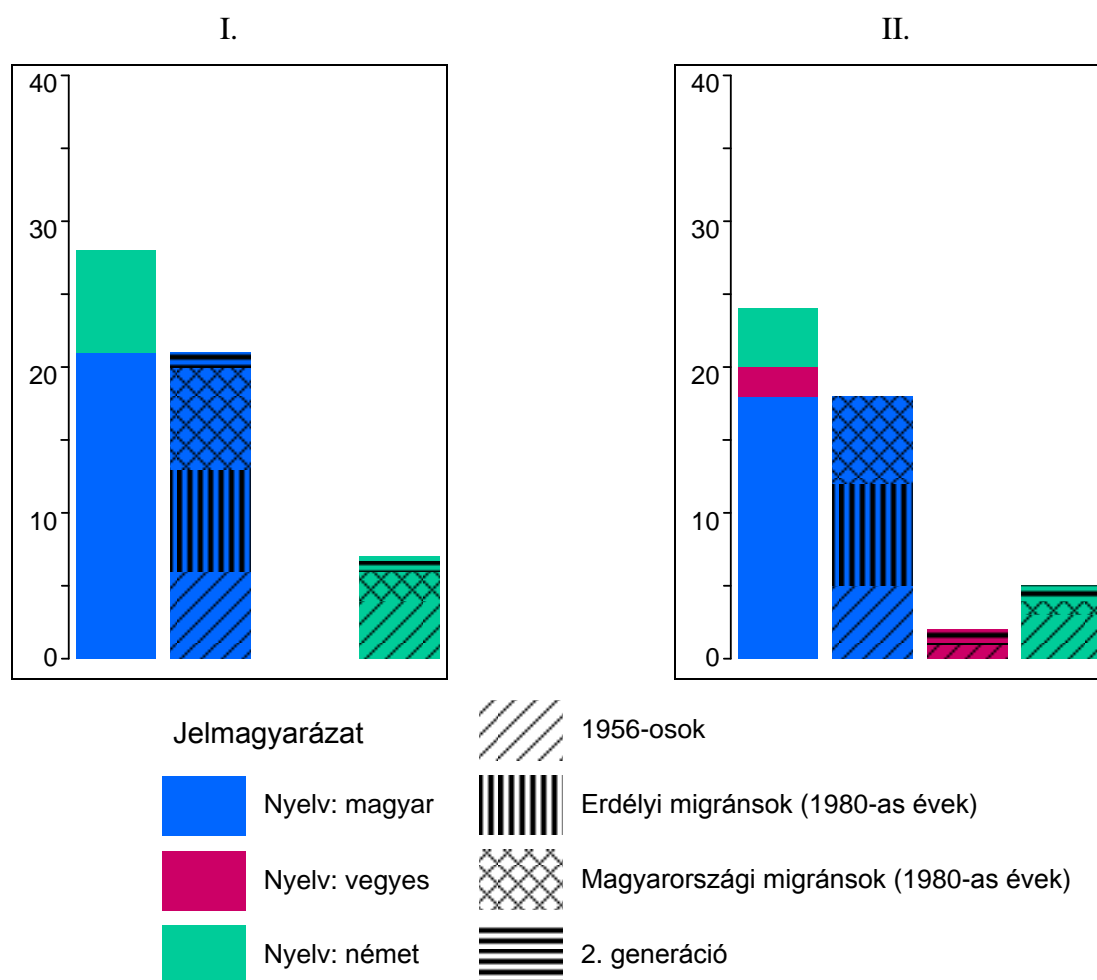 I.
II.
40
30
20
10
0
40
30
20
10
0
Jelmagyarázat
Nyelv: magyar
Nyelv: vegyes
Nyelv: német
1956-osok
Erdélyi migránsok (1980-as évek)
Magyarországi migránsok (1980-as évek)
2. generáció